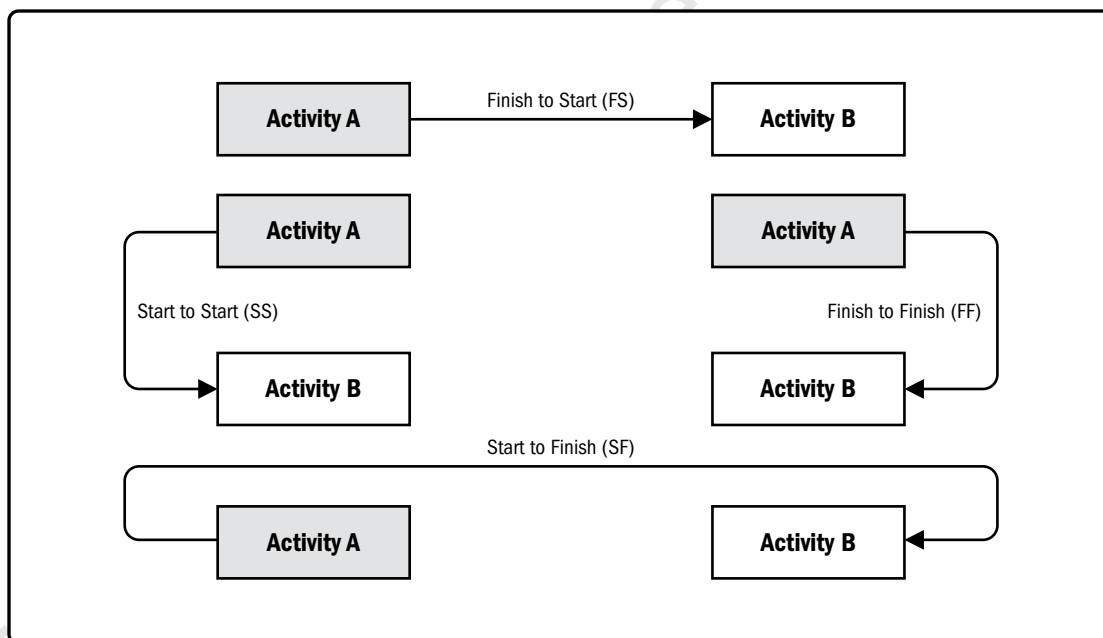 Activity A
Finish to Start (FS)
Activity B
Activity A
Activity A
Start to Start (SS)
Finish to Finish (FF)
Activity B
Activity B
Start to Finish (SF)
Activity A
Activity B